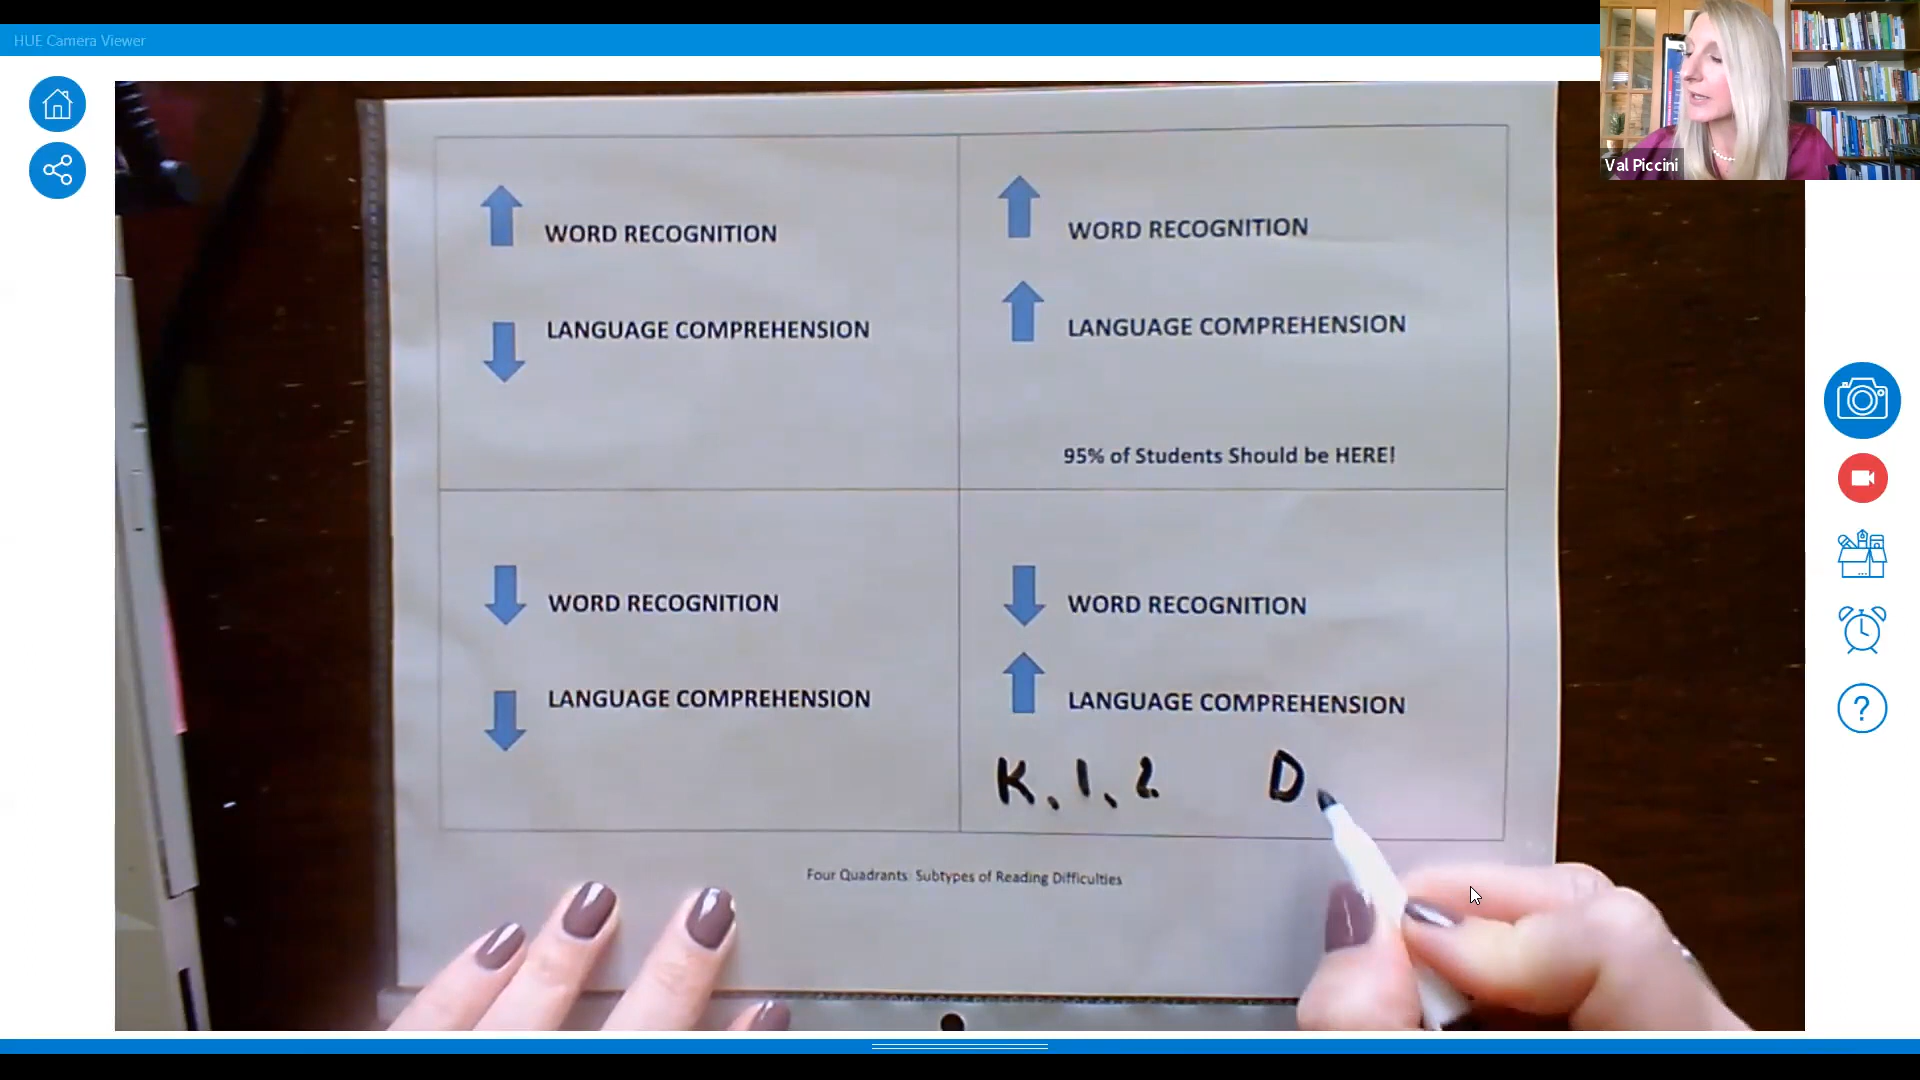 HUE Camera Viewer
Val Piccini
WORD RECOGNITION
LANGUAGE COMPREHENSION
WORD RECOGNITION
LANGUAGE COMPREHENSION
95% of Students Should be HERE!
WORD RECOGNITION
LANGUAGE COMPREHENSION
WORD RECOGNITION
LANGUAGE COMPREHENSION
K, 1, 2 D
Four Quadrants: Subtypes of Reading Difficulties
?